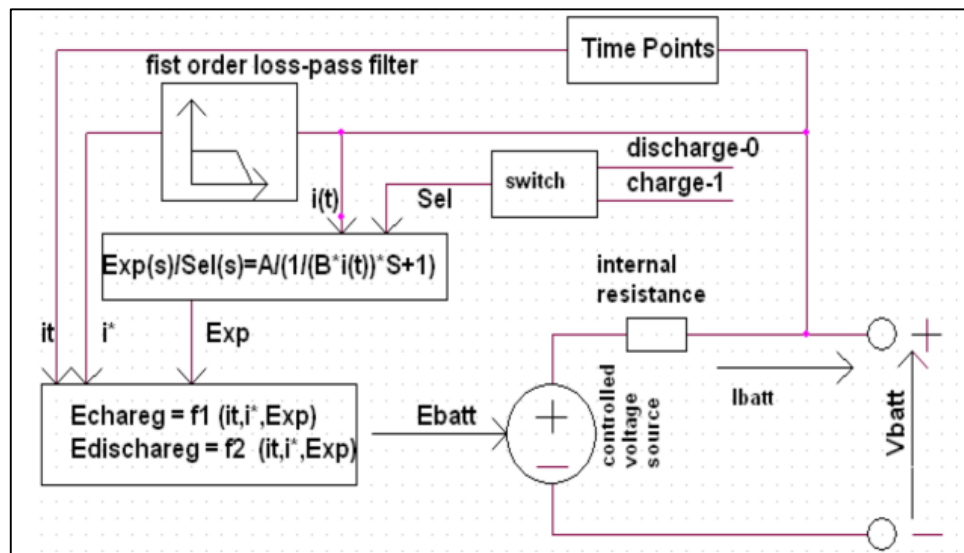 Time Points
fist order loss-pass filter
discharge-0
switch
charge-1
i(t)
Sel
Exp(s)/Sel(s)=A/(1/(B*i(t))*S+1)
internal
resistance
it
i*
Exp
+
Echareg = f1 (it,i*,Exp)
Edischareg = f2 (it,i*,Exp)
Ebatt
+
controlled
voltage
source
Ibatt
Vbatt